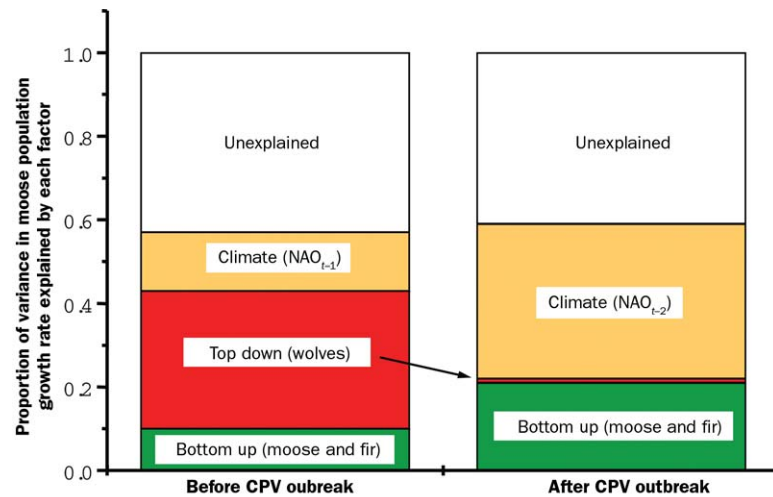 Proportion of variance in moose population
growth rate explained by each factor
1.0
0.8
0.6
0.4
0.2
0.0
Unexplained
Climate (NAOt–1)
Top down (wolves)
Bottom up (moose and fir)
Before CPV oubreak
Unexplained
Climate (NAOt–2)
Bottom up (moose and fir)
After CPV outbreak